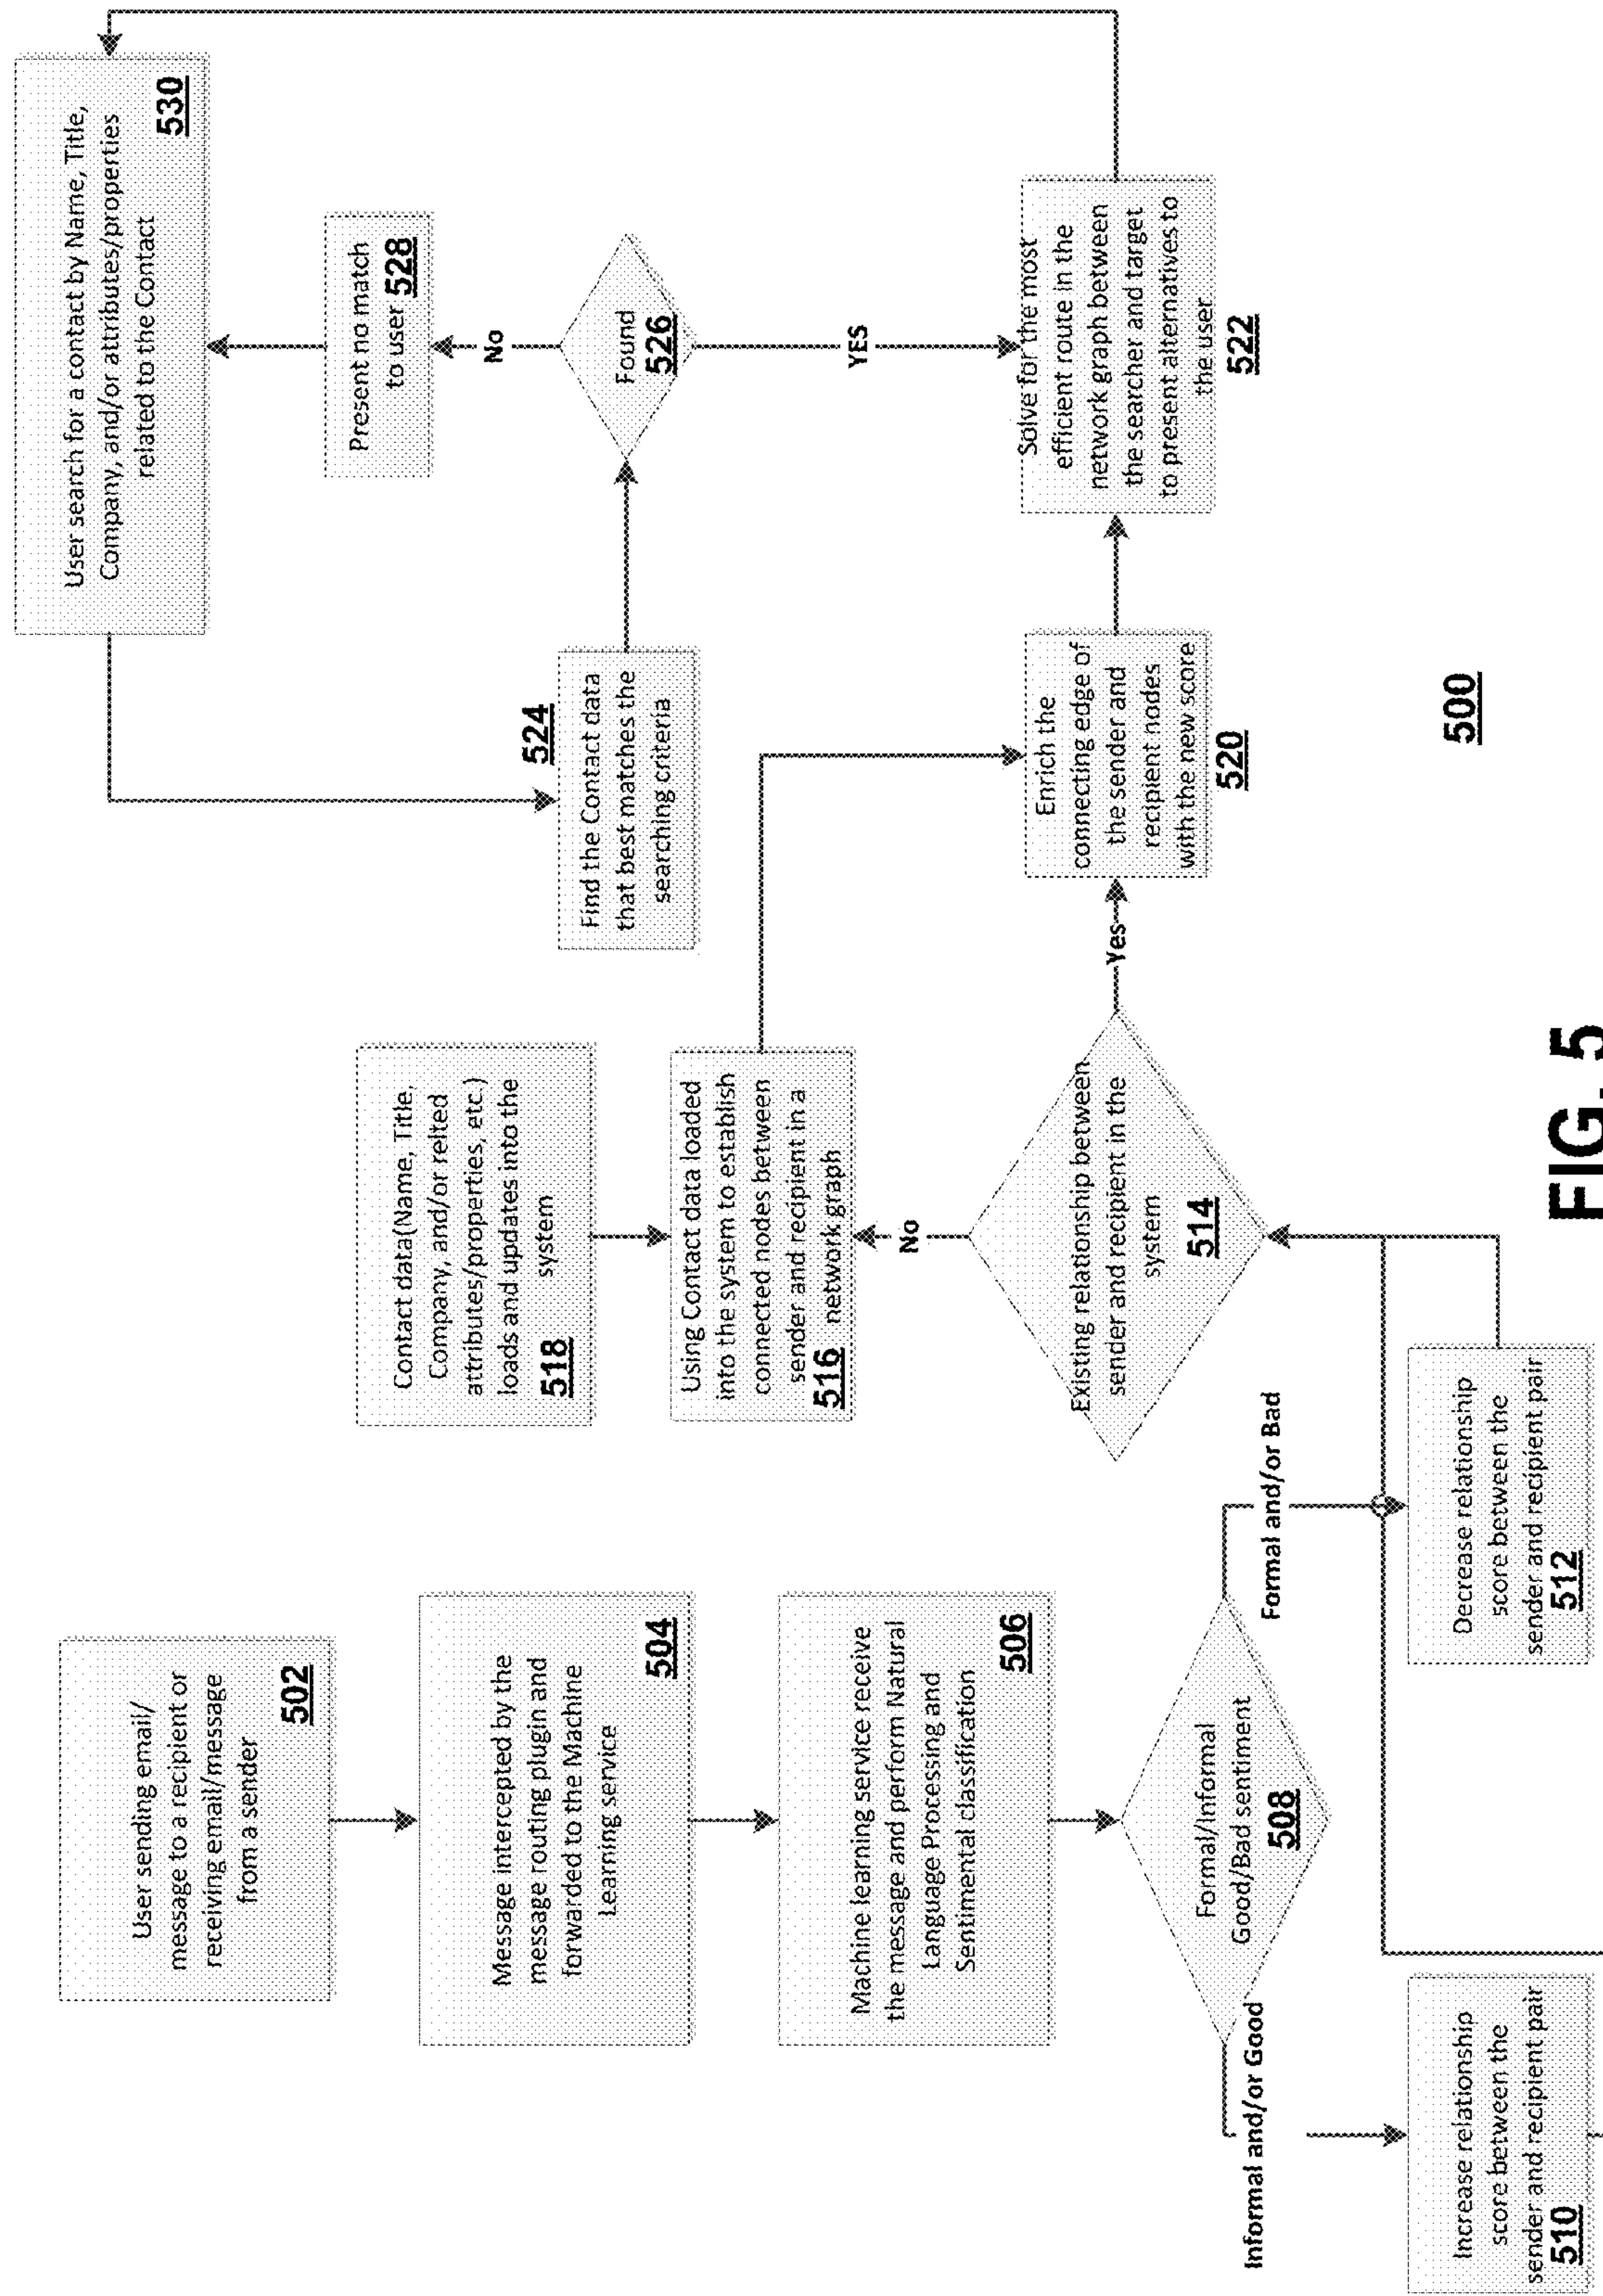 User sending email/
message to a recipient or
receiving email/message
from a sender
502
Message intercepted by the
message routing plugin and
forwarded to the Machine
Learning service
504
Machine learning service receive
the message and perform Natural
Language Processing and
Sentimental classification
506
Formal/Informal
Good/Bad sentiment
508
Informal and/or Good
Formal and/or Bad
Increase relationship
score between the
sender and recipient pair
510
Decrease relationship
score between the
sender and recipient pair
512
Contact data(Name, Title,
Company, and/or relted
attributes/properties, etc.)
loads and updates into the
system
518
Using Contact data loaded
into the system to establish
connected nodes between
sender and recipient in a
516 network graph
No
Existing relationship between
sender and recipient in the
system
514
Yes
Enrich the
connecting edge of
the sender and
recipient nodes
with the new score
520
524
Find the Contact data
that best matches the
searching criteria
User search for a contact by Name, Title,
Company, and/or attributes/properties
related to the Contact
530
Present no match
to user 528
No
Found
526
YES
Solve for the most
efficient route in the
network graph between
the searcher and target
to present alternatives to
the user
522
500
FIG. 5